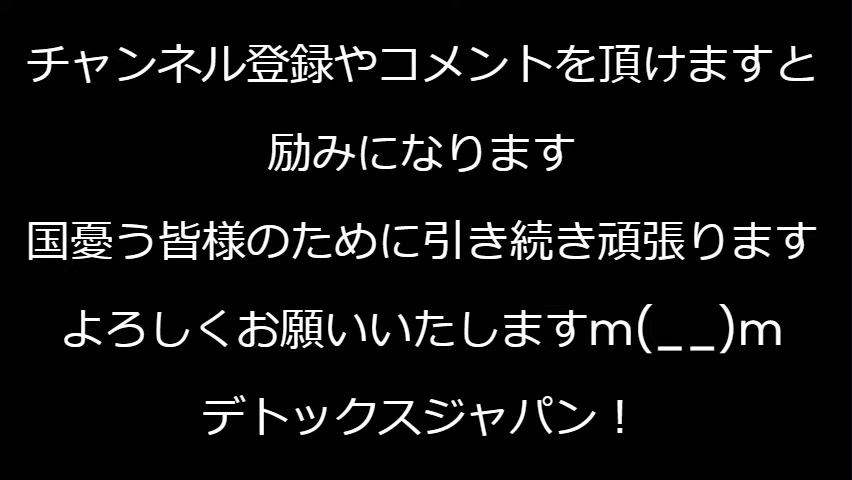 チャンネル登録やコメントを頂けますと
励みになります
国憂う皆様のために引き続き頑張ります
よろしくお願いいたしますm(__)m
デトックスジャパン！